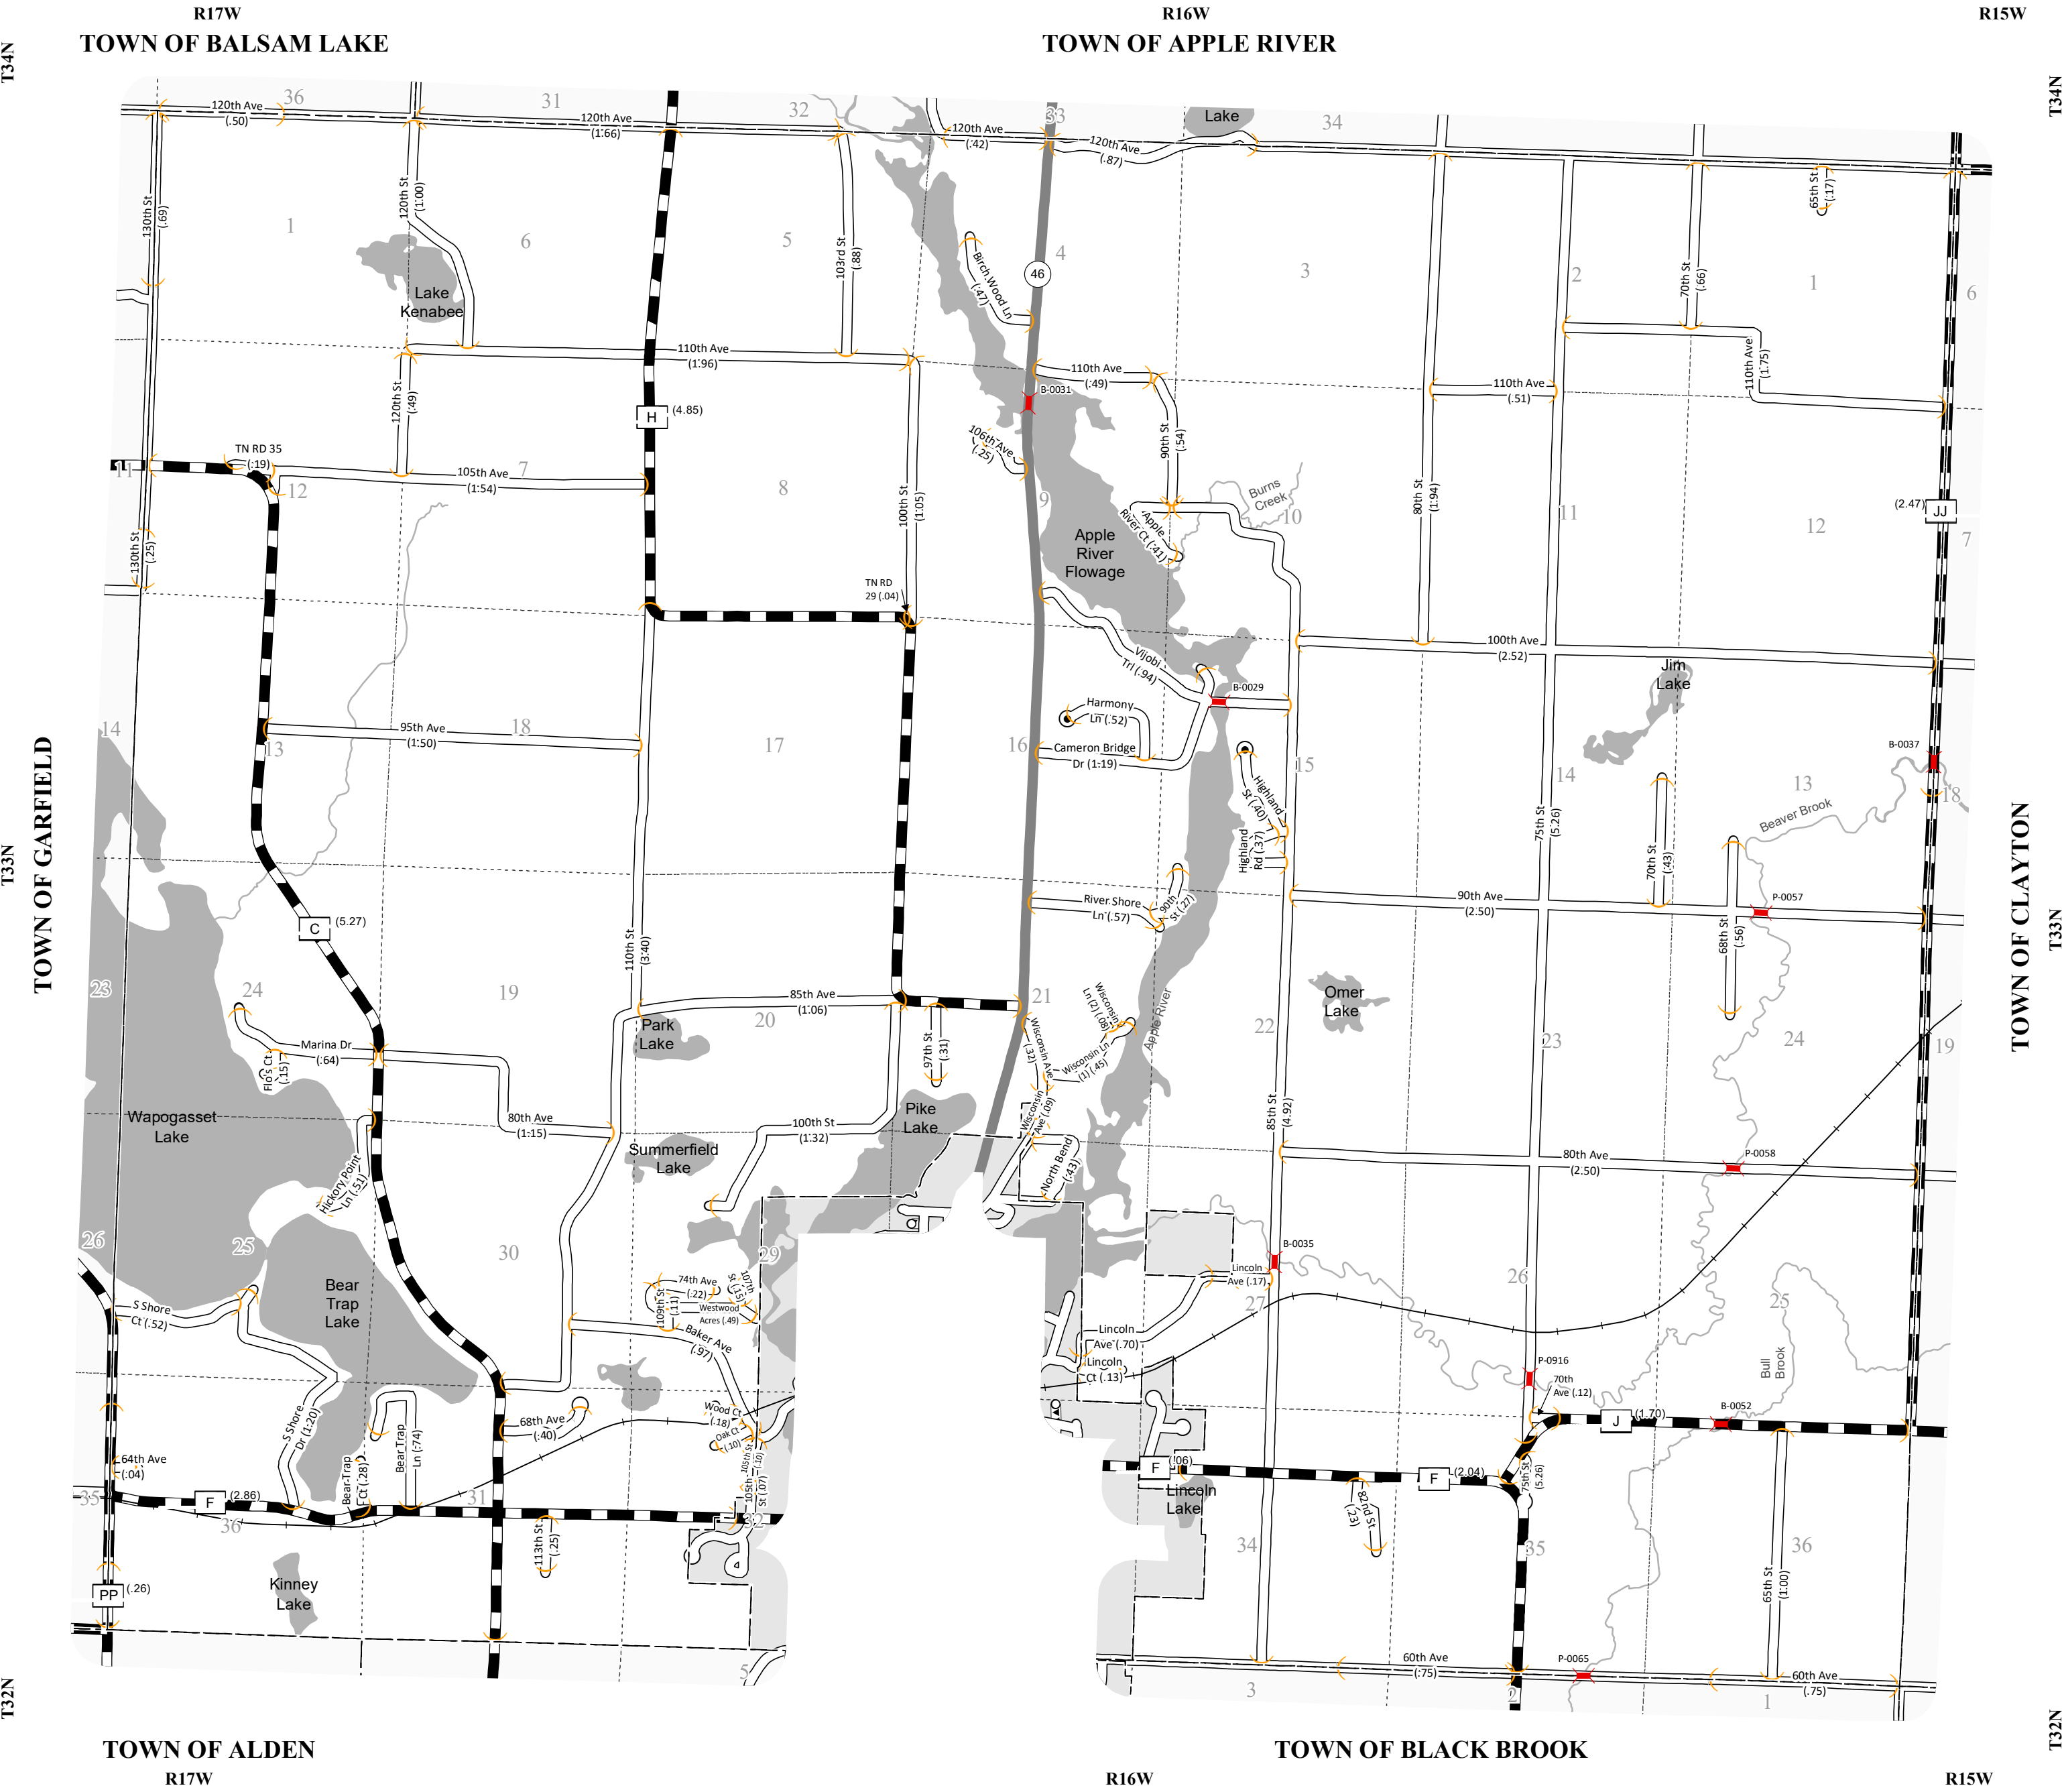 R17W
R16W
R15W
TOWN OF BALSAM LAKE
TOWN OF APPLE RIVER
T34N
T34N
36
31
32
33
34
Lake
120th Ave
(.50)
120th Ave
(1.66)
120th Ave
(.42)
120th Ave
(.87)
130th St
(.69)
120th St
(1.00)
103rd St
(.88)
65th St
(.17)
70th St
(.66)
1
6
5
4
3
2
1
6
Birch Wood Ln
(.47)
46
Lake
Kenabee
110th Ave
(1.96)
110th Ave
(.49)
110th Ave
(.51)
110th Ave
(1.75)
B-0031
120th St
(.49)
H
(4.85)
106th Ave
(.25)
90th St
(.54)
TN RD 35
(.19)
11
12
105th Ave
(1.54)
7
8
9
10
11
12
7
100th St
(1.05)
80th St
(1.94)
(2.47)
JJ
Burns
Creek
Apple
River Ct (.41)
Apple
River
Flowage
130th St
(.25)
TN RD
29 (.04)
100th Ave
(2.52)
Jim
Lake
Vijobi
Trl (.94)
B-0029
Harmony
Ln (.52)
Cameron Bridge
Dr (1.19)
95th Ave
(1.50)
14
13
18
17
16
15
14
13
18
B-0037
Highland
St (.40)
Highland
Rd (.37)
75th St
(5.26)
70th St
(.43)
Beaver Brook
TOWN OF GARFIELD
TOWN OF CLAYTON
T33N
T33N
90th Ave
(2.50)
P-0057
68th St
(.56)
River Shore
Ln (.57)
90th
St (.27)
C
(5.27)
110th St
(3.40)
23
24
19
20
21
22
23
24
19
85th Ave
(1.06)
Park
Lake
Omer
Lake
Wisconsin
Ln (2) (.08)
Wisconsin Ln
(1) (.45)
Wisconsin Ave
(.32)
Wisconsin
Ave (.09)
Apple River
97th St
(.31)
Marina Dr
(.64)
Flo's Ct
(.15)
Wapogasset
Lake
80th Ave
(1.15)
100th St
(1.32)
Pike
Lake
Summerfield
Lake
North Bend
(.43)
85th St
(4.92)
80th Ave
(2.50)
P-0058
Hickory Point
Ln (.51)
26
25
30
29
27
26
25
B-0035
Lincoln
Ave (.17)
Bear
Trap
Lake
S Shore
Ct (.52)
74th Ave
(.22)
107th
St (.15)
109th St
(.11)
Westwood
Acres (.49)
Baker Ave
(.97)
Lincoln
Ave (.70)
Lincoln
Ct (.13)
Bull
Brook
P-0916
70th
Ave (.12)
S Shore
Dr (1.20)
Bear Trap
Ln (.74)
Bear Trap
Ct (.28)
68th Ave
(.40)
Wood Ct
(.18)
Oak Ct
(.10)
105th St
(.10)
105th
St (.07)
J
(1.70)
B-0052
64th Ave
(.04)
F
(2.86)
F
(.06)
F
(2.04)
75th St
(5.26)
Lincoln
Lake
82nd St
(.23)
35
36
31
32
34
35
36
113th St
(.25)
Kinney
Lake
PP
(.26)
65th St
(1.00)
60th Ave
(.75)
P-0065
60th Ave
(.75)
5
3
2
1
T32N
T32N
TOWN OF ALDEN
TOWN OF BLACK BROOK
R17W
R16W
R15W